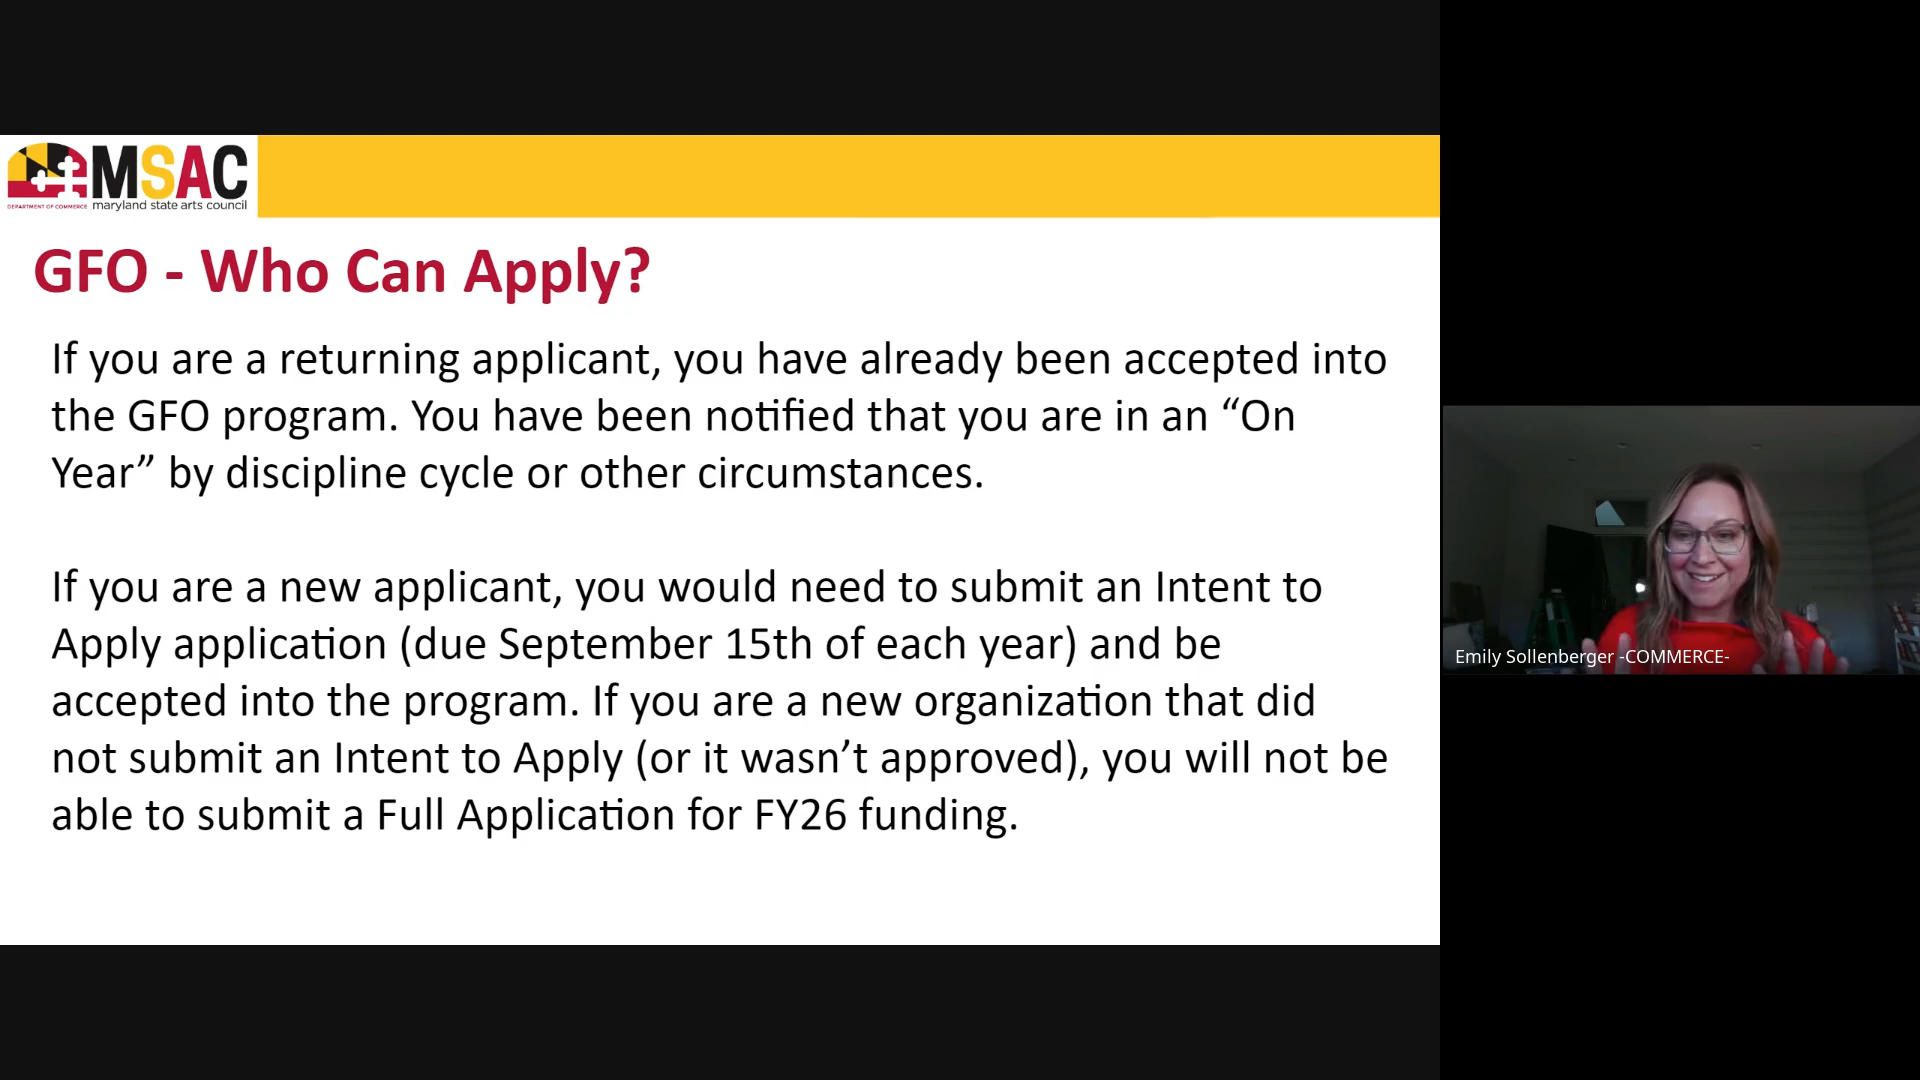 MSAC
DEPARTMENT OF COMMERCE
maryland state arts council
GFO - Who Can Apply?
If you are a returning applicant, you have already been accepted into
the GFO program. You have been notified that you are in an “On
Year” by discipline cycle or other circumstances.
If you are a new applicant, you would need to submit an Intent to
Apply application (due September 15th of each year) and be
accepted into the program. If you are a new organization that did
not submit an Intent to Apply (or it wasn’t approved), you will not be
able to submit a Full Application for FY26 funding.
Emily Sollenberger -COMMERCE-